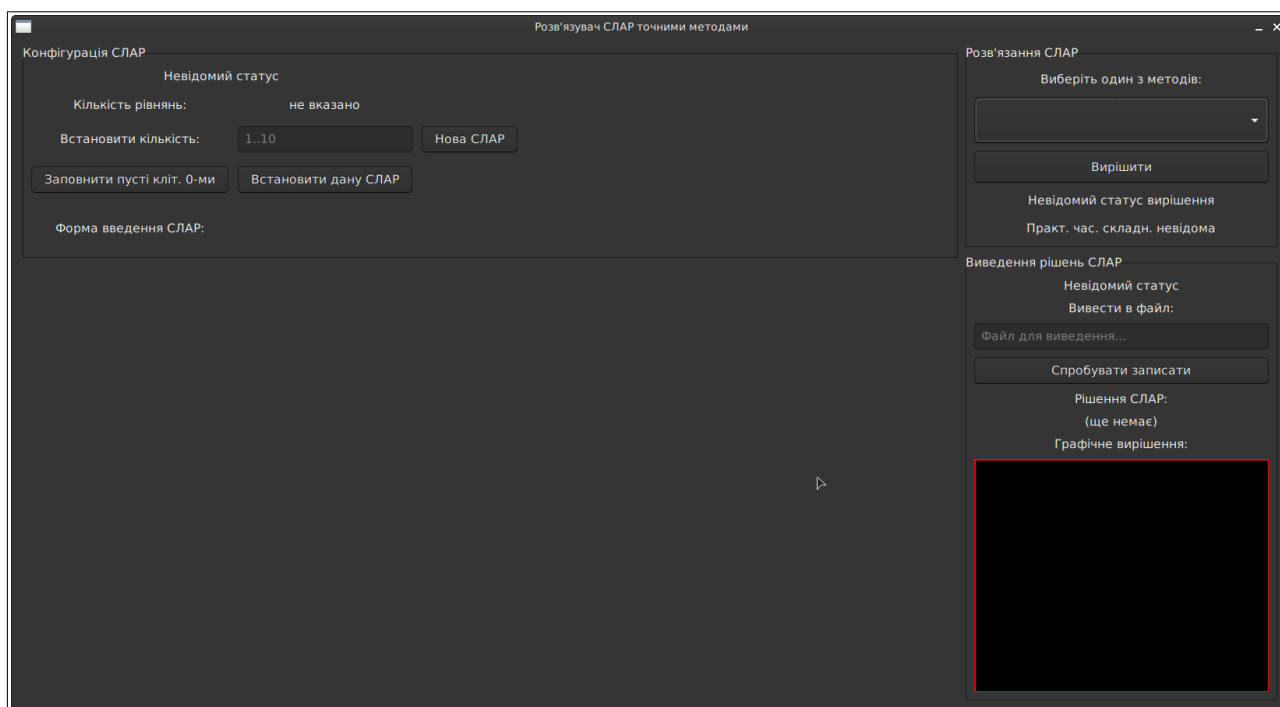 Розв'язувач СЛАР точними методами
Конфігурація СЛАР
Невідомий статус
Кількість рівнянь: не вказано
Встановити кількість: 1..10 Нова СЛАР
Заповнити пусті кліт. 0-ми Встановити дану СЛАР
Форма введення СЛАР:
Розв'язання СЛАР
Виберіть один з методів:
Вирішити
Невідомий статус вирішення
Практ. час. складн. невідома
Виведення рішень СЛАР
Невідомий статус
Вивести в файл:
Файл для виведення...
Спробувати записати
Рішення СЛАР:
(ще немає)
Графічне вирішення: